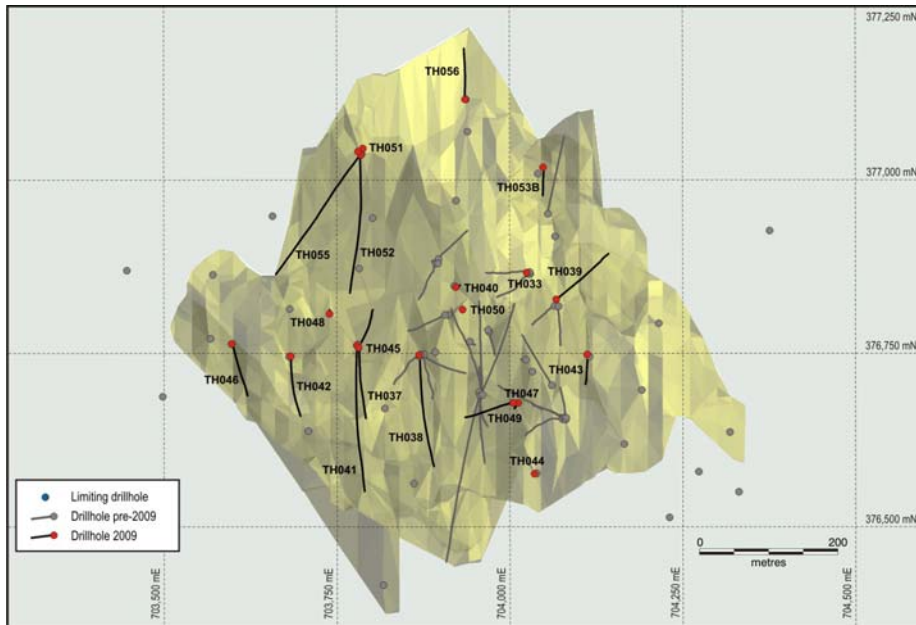 377,250 mN
TH056
TH051
377,000 mN
TH053B
TH055
TH052
TH039
TH033
TH040
TH050
TH048
TH045
376,750 mN
TH046
TH042
TH037
TH043
TH047
TH049
TH038
TH041
TH044
Limiting drillhole
Drillhole pre-2009
Drillhole 2009
376,500 mN
0
200
metres
703,500 mE
703,750 mE
704,000 mE
704,250 mE
704,500 mE